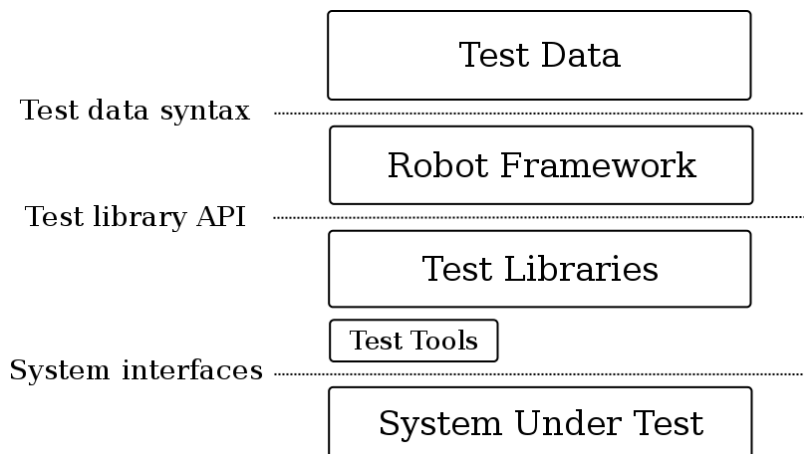 Test Data
Test data syntax
Robot Framework
Test library API
Test Libraries
Test Tools
System interfaces
System Under Test